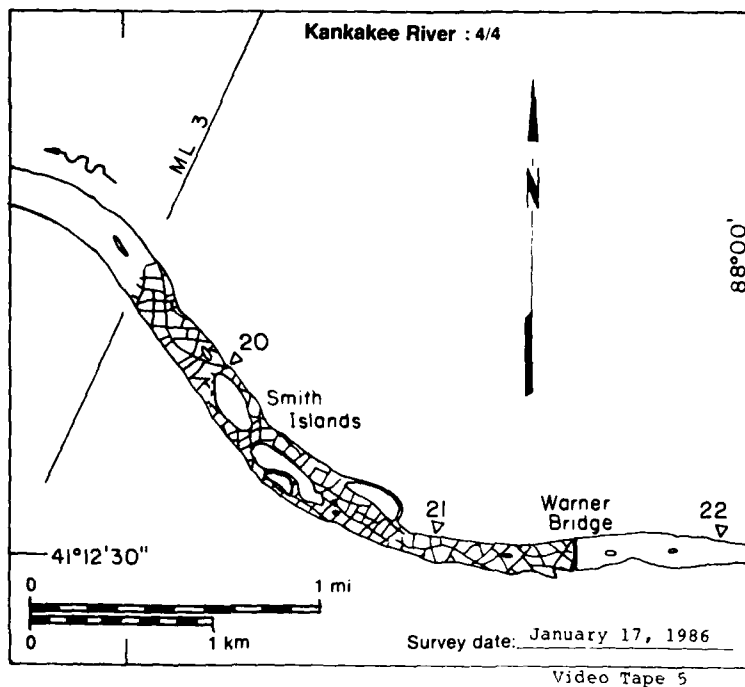 Kankakee River : 4/4
ML 3
N
88°00'
20
Smith
Islands
21
Warner
Bridge
22
41°12'30"
0 1 mi
0 1 km
Survey date: January 17, 1986
Video Tape 5